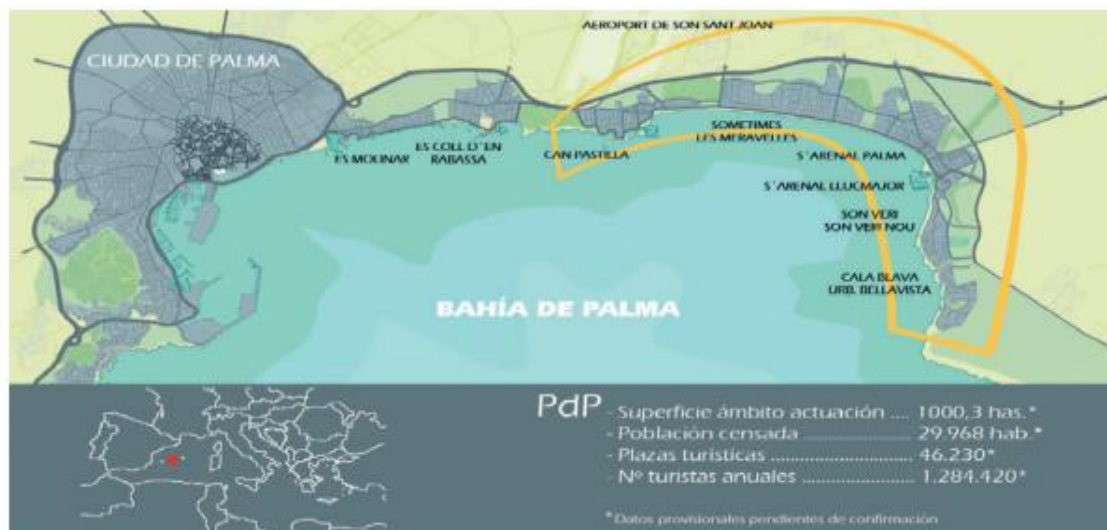 AEROPORT DE SON SANT JOAN
CIUDAD DE PALMA
ES MOLINAR
ES COLL D´EN
RABASSA
CAN PASTILLA
SOMETIMES
LES MERAVELLES
S´ARENAL PALMA
S´ARENAL LLUCMAJOR
SON VERI
SON VERI NOU
CALA BLAVA
URB. BELLAVISTA
BAHÍA DE PALMA
PdP
- Superficie ámbito actuación .... 1000,3 has.*
- Población censada ..................... 29.968 hab.*
- Plazas turísticas ............................ 46.230*
- Nº turistas anuales ..................... 1.284.420*
*Datos provisionales pendientes de confirmación